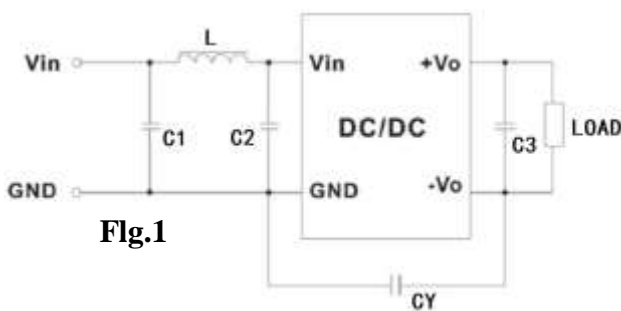 L
Vin
Vin
+Vo
C1
C2
DC/DC
C3
LOAD
GND
GND
-Vo
Flg.1
CY